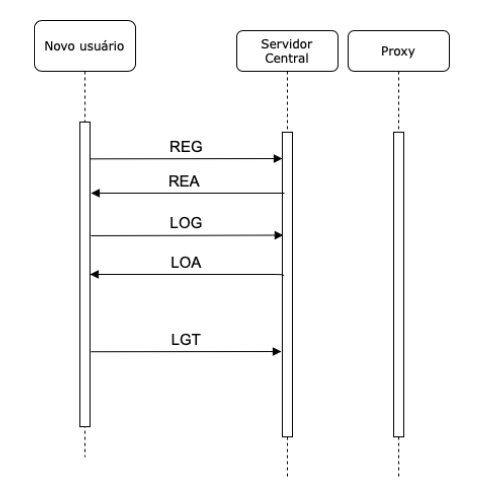 Novo usuário
Servidor
Central
Proxy
REG
REA
LOG
LOA
LGT